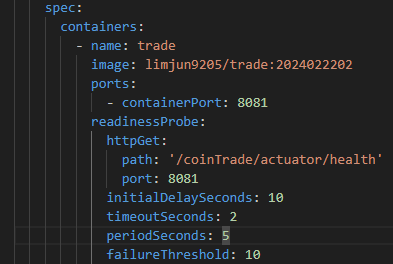 spec:
containers:
- name: trade
image: limjun9205/trade:2024022202
ports:
- containerPort: 8081
readinessProbe:
httpGet:
path: '/coinTrade/actuator/health'
port: 8081
initialDelaySeconds: 10
timeoutSeconds: 2
periodSeconds: 5
failureThreshold: 10